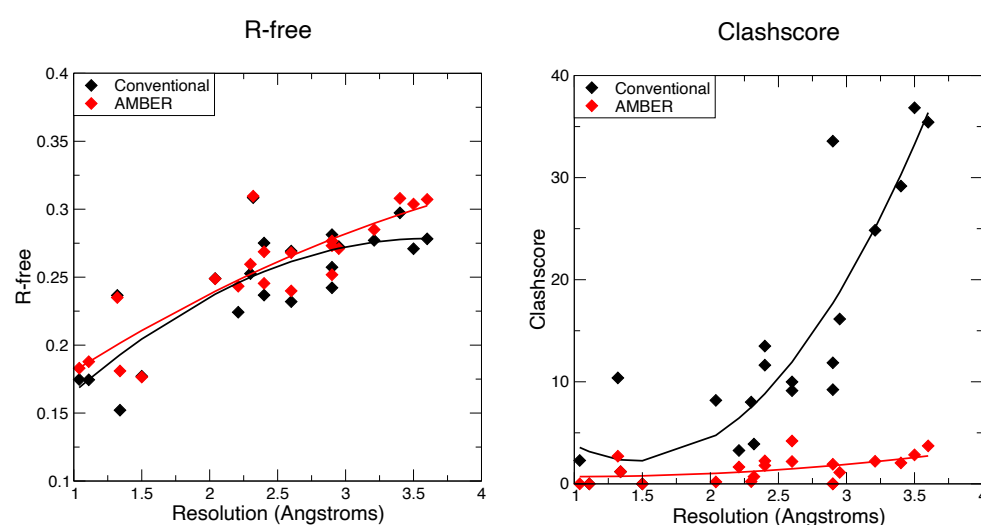 R-free
0.4
0.35
0.3
0.25
0.2
0.15
0.1
R-free
Conventional
AMBER
1
1.5
2
2.5
3
3.5
4
Resolution (Angstroms)
Clashscore
40
30
20
10
0
Clashscore
Conventional
AMBER
1
1.5
2
2.5
3
3.5
4
Resolution (Angstroms)